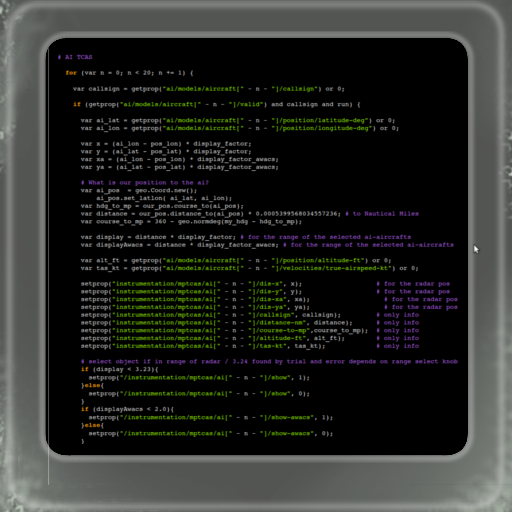 # AI TCAS
for (var n = 0; n < 20; n += 1) {
var callsign = getprop("ai/models/aircraft[" ~ n ~ "]/callsign") or 0;
if (getprop("ai/models/aircraft[" ~ n ~ "]/valid") and callsign and run) {
var ai_lat = getprop("ai/models/aircraft[" ~ n ~ "]/position/latitude-deg") or 0;
var ai_lon = getprop("ai/models/aircraft[" ~ n ~ "]/position/longitude-deg") or 0;
var x = (ai_lon - pos_lon) * display_factor;
var y = (ai_lat - pos_lat) * display_factor;
var xa = (ai_lon - pos_lon) * display_factor_awacs;
var ya = (ai_lat - pos_lat) * display_factor_awacs;
# What is our position to the ai?
var ai_pos = geo.Coord.new();
ai_pos.set_latlon( ai_lat, ai_lon);
var hdg_to_mp = our_pos.course_to(ai_pos);
var distance = our_pos.distance_to(ai_pos) * 0.0005399568034557236; # to Nautical Miles
var course_to_mp = 360 - geo.normdeg(my_hdg - hdg_to_mp);
var display = distance * display_factor; # for the range of the selected ai-aircrafts
var displayAwacs = distance * display_factor_awacs; # for the range of the selected ai-aircrafts
var alt_ft = getprop("ai/models/aircraft[" ~ n ~ "]/position/altitude-ft") or 0;
var tas_kt = getprop("ai/models/aircraft[" ~ n ~ "]/velocities/true-airspeed-kt") or 0;
setprop("instrumentation/mptcas/ai[" ~ n ~ "]/dis-x", x); # for the radar pos
setprop("instrumentation/mptcas/ai[" ~ n ~ "]/dis-y", y); # for the radar pos
setprop("instrumentation/mptcas/ai[" ~ n ~ "]/dis-xa", xa); # for the radar pos
setprop("instrumentation/mptcas/ai[" ~ n ~ "]/dis-ya", ya); # for the radar pos
setprop("instrumentation/mptcas/ai[" ~ n ~ "]/callsign", callsign); # only info
setprop("instrumentation/mptcas/ai[" ~ n ~ "]/distance-nm", distance); # only info
setprop("instrumentation/mptcas/ai[" ~ n ~ "]/course-to-mp",course_to_mp); # only info
setprop("instrumentation/mptcas/ai[" ~ n ~ "]/altitude-ft", alt_ft); # only info
setprop("instrumentation/mptcas/ai[" ~ n ~ "]/tas-kt", tas_kt); # only info
# select object if in range of radar / 3.24 found by trial and error depends on range select knob
if (display < 3.23){
setprop("/instrumentation/mptcas/ai[" ~ n ~ "]/show", 1);
}else{
setprop("/instrumentation/mptcas/ai[" ~ n ~ "]/show", 0);
}
if (displayAwacs < 2.0){
setprop("/instrumentation/mptcas/ai[" ~ n ~ "]/show-awacs", 1);
}else{
setprop("/instrumentation/mptcas/ai[" ~ n ~ "]/show-awacs", 0);
}